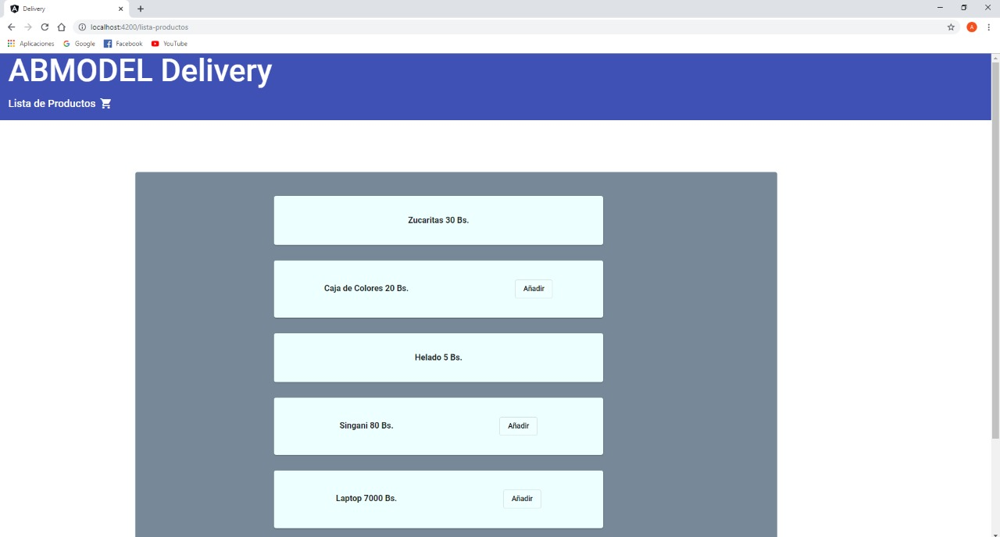 Delivery
localhost:4200/lista-productos
A
Aplicaciones Google Facebook YouTube
ABMODEL Delivery
Lista de Productos
Zucaritas 30 Bs.
Caja de Colores 20 Bs. Añadir
Helado 5 Bs.
Singani 80 Bs. Añadir
Laptop 7000 Bs. Añadir